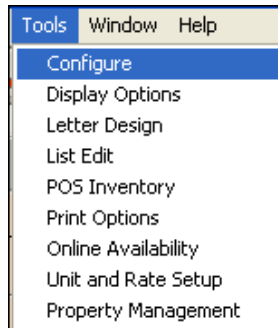 Tools Window Help
Configure
Display Options
Letter Design
List Edit
POS Inventory
Print Options
Online Availability
Unit and Rate Setup
Property Management